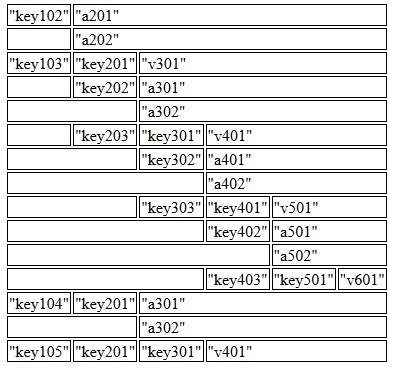 "key102" "a201"
"a202"
"key103" "key201" "v301"
"key202" "a301"
"a302"
"key203" "key301" "v401"
"key302" "a401"
"a402"
"key303" "key401" "v501"
"key402" "a501"
"a502"
"key403" "key501" "v601"
"key104" "key201" "a301"
"a302"
"key105" "key201" "key301" "v401"